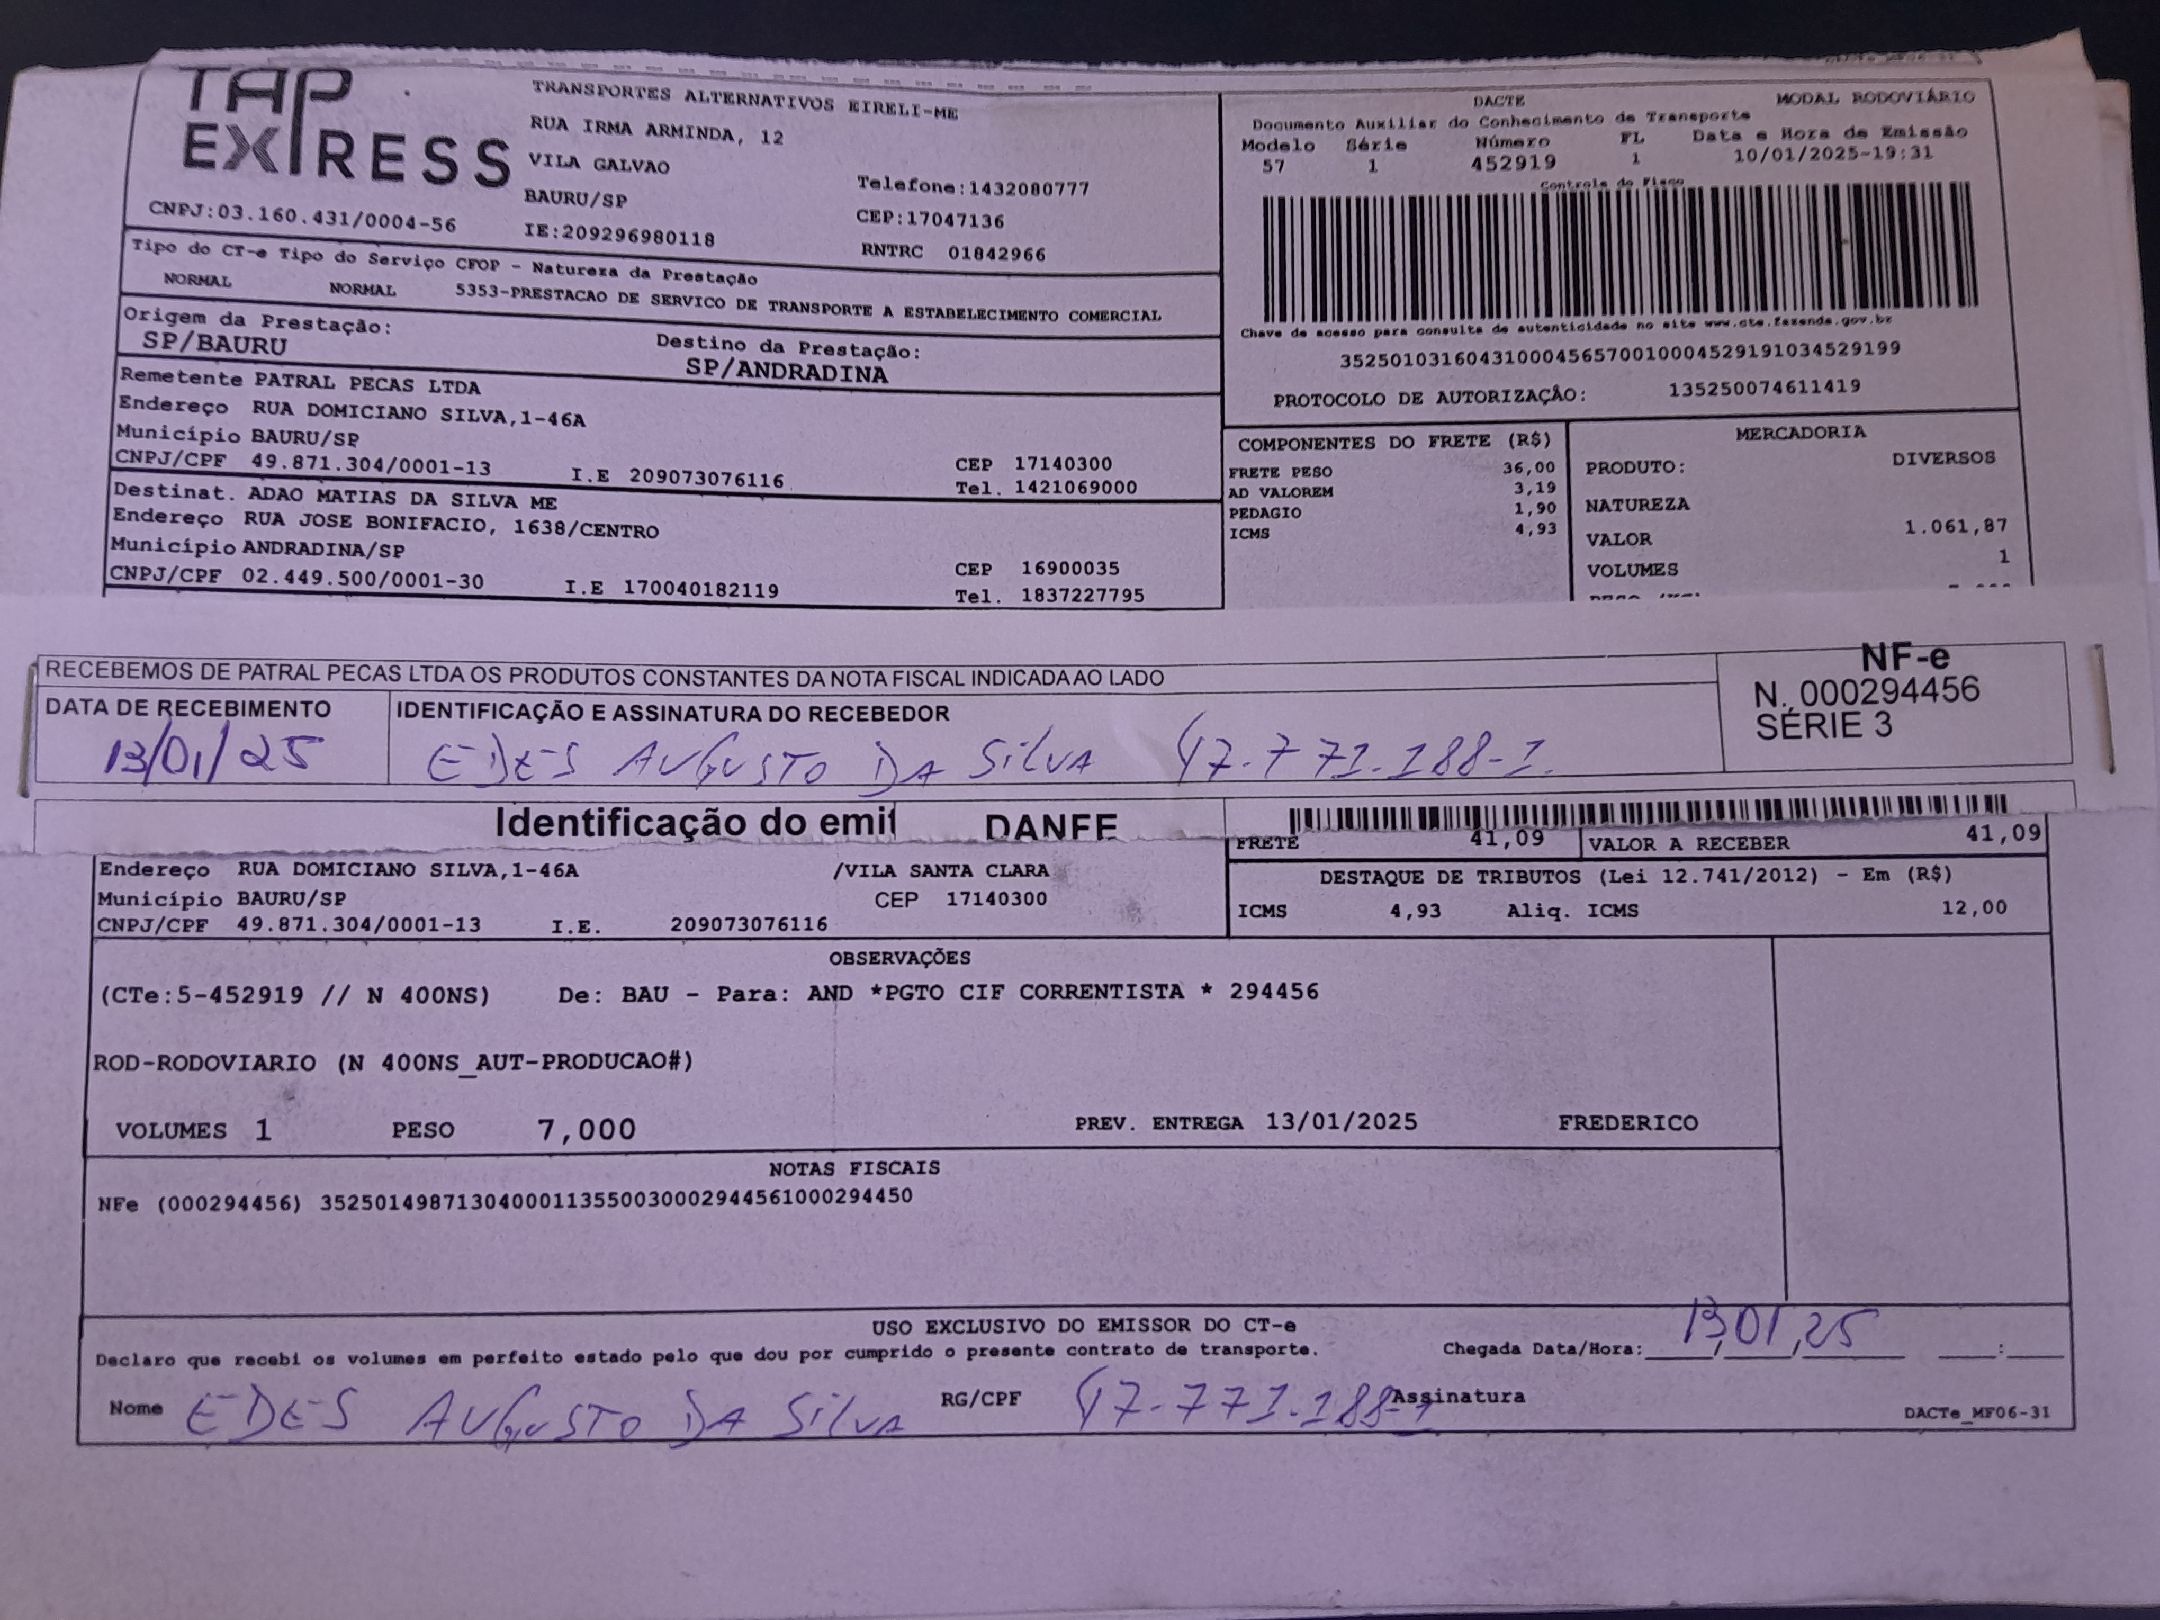 TAP
EXPRESS
TRANSPORTES ALTERNATIVOS EIRELI-ME
RUA IRMA ARMINDA, 12
VILA GALVAO
BAURU/SP
Telefone:1432080777
CEP:17047136
CNPJ:03.160.431/0004-56
IE:209296980118
RNTRC 01842966
DACTE
MODAL RODOVIÁRIO
Documento Auxiliar do Conhecimento de Transporte
Modelo Série Número FL Data e Hora de Emissão
57 1 452919 1 10/01/2025-19:31
Controle do Fisco
Chave de acesso para consulta de autenticidade no site www.cte.fazenda.gov.br
35250103160431000456570010004529191034529199
PROTOCOLO DE AUTORIZAÇÃO: 135250074611419
Tipo do CT-e Tipo do Serviço CFOP - Natureza da Prestação
NORMAL NORMAL 5353-PRESTACAO DE SERVICO DE TRANSPORTE A ESTABELECIMENTO COMERCIAL
Origem da Prestação:
SP/BAURU
Destino da Prestação:
SP/ANDRADINA
Remetente PATRAL PECAS LTDA
Endereço RUA DOMICIANO SILVA,1-46A
Município BAURU/SP
CNPJ/CPF 49.871.304/0001-13 I.E 209073076116
CEP 17140300
Tel. 1421069000
Destinat. ADAO MATIAS DA SILVA ME
Endereço RUA JOSE BONIFACIO, 1638/CENTRO
Município ANDRADINA/SP
CNPJ/CPF 02.449.500/0001-30 I.E 170040182119
CEP 16900035
Tel. 1837227795
COMPONENTES DO FRETE (R$)
FRETE PESO 36,00
AD VALOREM 3,19
PEDAGIO 1,90
ICMS 4,93
MERCADORIA
PRODUTO: DIVERSOS
NATUREZA
VALOR 1.061,87
VOLUMES 1
RECEBEMOS DE PATRAL PECAS LTDA OS PRODUTOS CONSTANTES DA NOTA FISCAL INDICADA AO LADO
NF-e
N. 000294456
SÉRIE 3
DATA DE RECEBIMENTO
13/01/25
IDENTIFICAÇÃO E ASSINATURA DO RECEBEDOR
EDES AUGUSTO DA SILVA 47.771.188-1.
Identificação do emit
DANFE
FRETE 41,09 VALOR A RECEBER 41,09
Endereço RUA DOMICIANO SILVA,1-46A /VILA SANTA CLARA
Município BAURU/SP CEP 17140300
CNPJ/CPF 49.871.304/0001-13 I.E. 209073076116
DESTAQUE DE TRIBUTOS (Lei 12.741/2012) - Em (R$)
ICMS 4,93 Aliq. ICMS 12,00
OBSERVAÇÕES
(CTe:5-452919 // N 400NS) De: BAU - Para: AND *PGTO CIF CORRENTISTA * 294456
ROD-RODOVIARIO (N 400NS_AUT-PRODUCAO#)
VOLUMES 1 PESO 7,000 PREV. ENTREGA 13/01/2025 FREDERICO
NOTAS FISCAIS
NFe (000294456) 35250149871304000113550030002944561000294450
USO EXCLUSIVO DO EMISSOR DO CT-e
Declaro que recebi os volumes em perfeito estado pelo que dou por cumprido o presente contrato de transporte.
Chegada Data/Hora: 13/01/25 __:__
Nome EDES AUGUSTO DA SILVA RG/CPF 47-771.188-1 Assinatura
DACTe_MF06-31